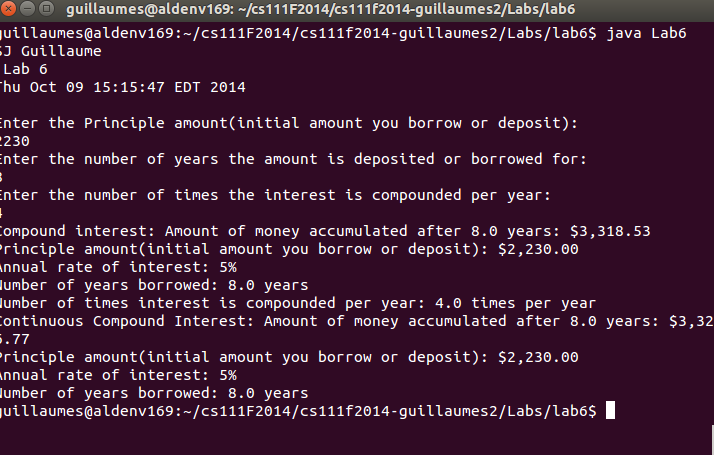 guillaumes@aldenv169: ~/cs111F2014/cs111f2014-guillaumes2/Labs/lab6
guillaumes@aldenv169:~/cs111F2014/cs111f2014-guillaumes2/Labs/lab6$ java Lab6
SJ Guillaume
Lab 6
Thu Oct 09 15:15:47 EDT 2014
Enter the Principle amount(initial amount you borrow or deposit):
2230
Enter the number of years the amount is deposited or borrowed for:
8
Enter the number of times the interest is compounded per year:
4
Compound interest: Amount of money accumulated after 8.0 years: $3,318.53
Principle amount(initial amount you borrow or deposit): $2,230.00
Annual rate of interest: 5%
Number of years borrowed: 8.0 years
Number of times interest is compounded per year: 4.0 times per year
Continuous Compound Interest: Amount of money accumulated after 8.0 years: $3,32
6.77
Principle amount(initial amount you borrow or deposit): $2,230.00
Annual rate of interest: 5%
Number of years borrowed: 8.0 years
guillaumes@aldenv169:~/cs111F2014/cs111f2014-guillaumes2/Labs/lab6$